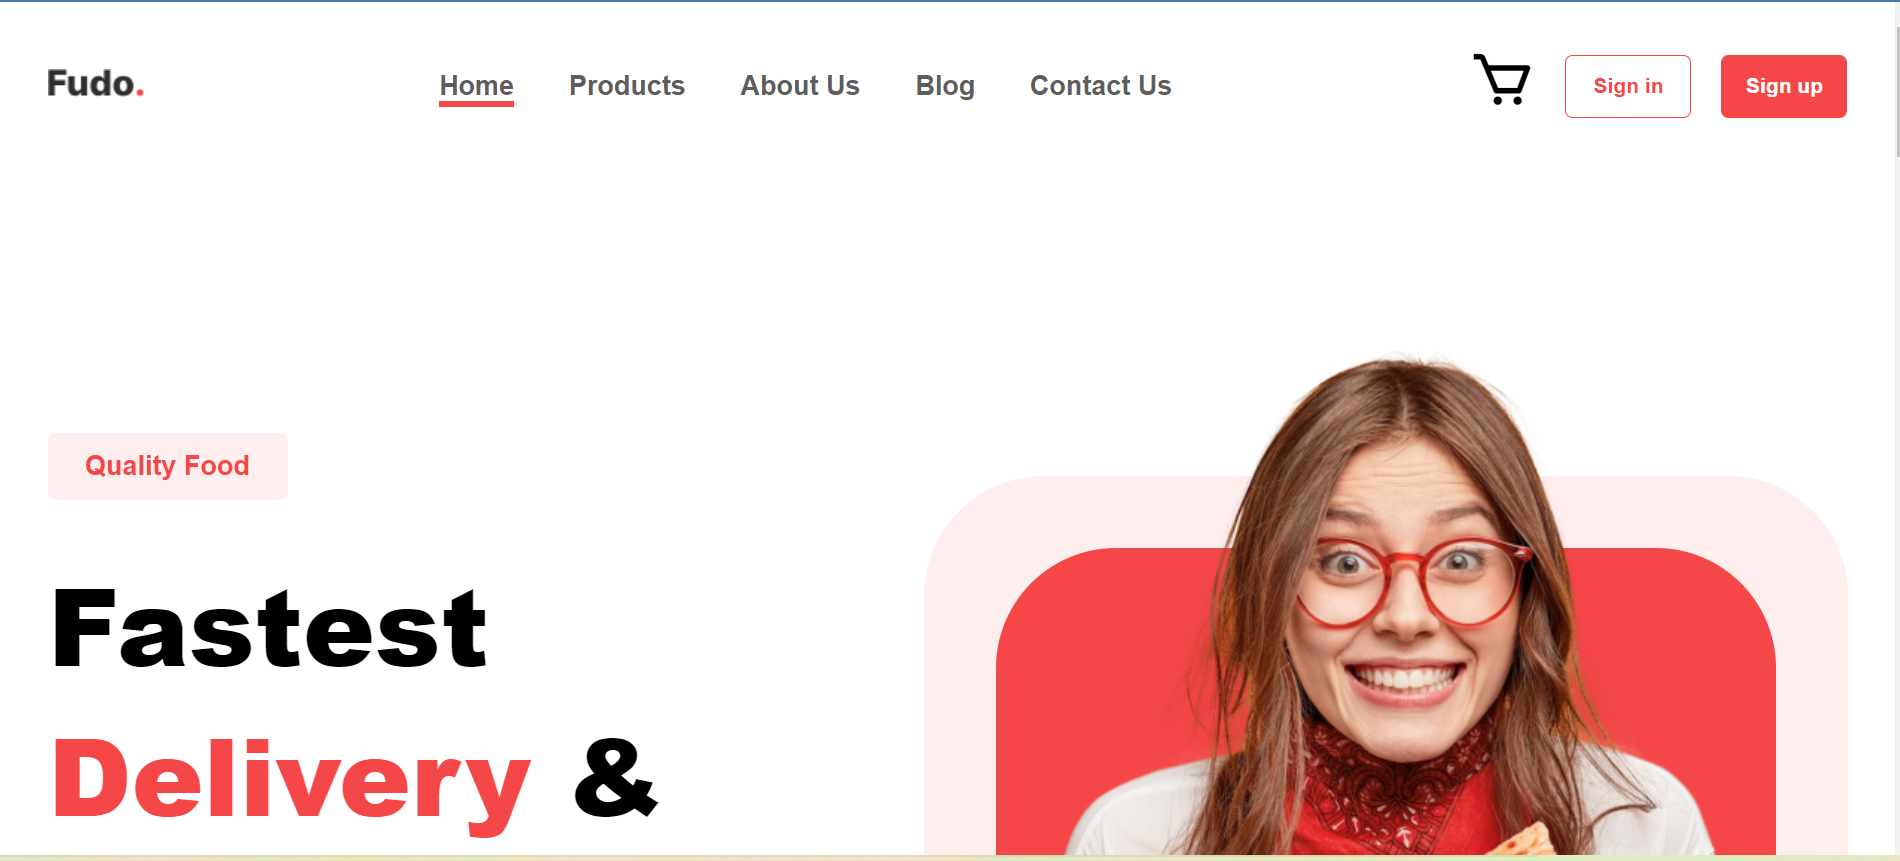 Fudo.
Home Products About Us Blog Contact Us
Sign in Sign up
Quality Food
Fastest
Delivery &